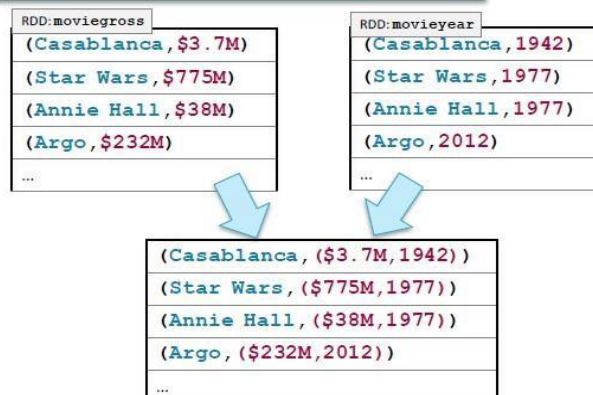 RDD:moviegross
(Casablanca,$3.7M)
(Star Wars,$775M)
(Annie Hall,$38M)
(Argo,$232M)
…
RDD:movieyear
(Casablanca,1942)
(Star Wars,1977)
(Annie Hall,1977)
(Argo,2012)
…
(Casablanca,($3.7M,1942))
(Star Wars,($775M,1977))
(Annie Hall,($38M,1977))
(Argo,($232M,2012))
…